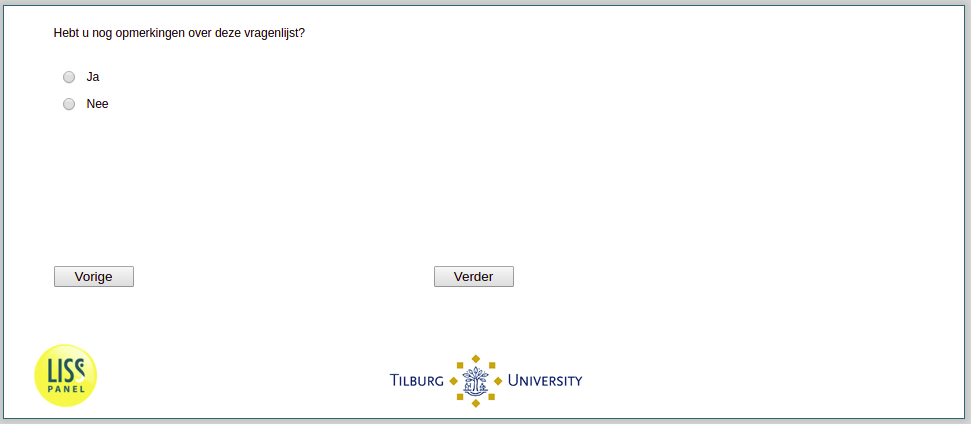 Hebt u nog opmerkingen over deze vragenlijst?
Ja
Nee
Vorige
Verder
LISS
PANEL
TILBURG UNIVERSITY